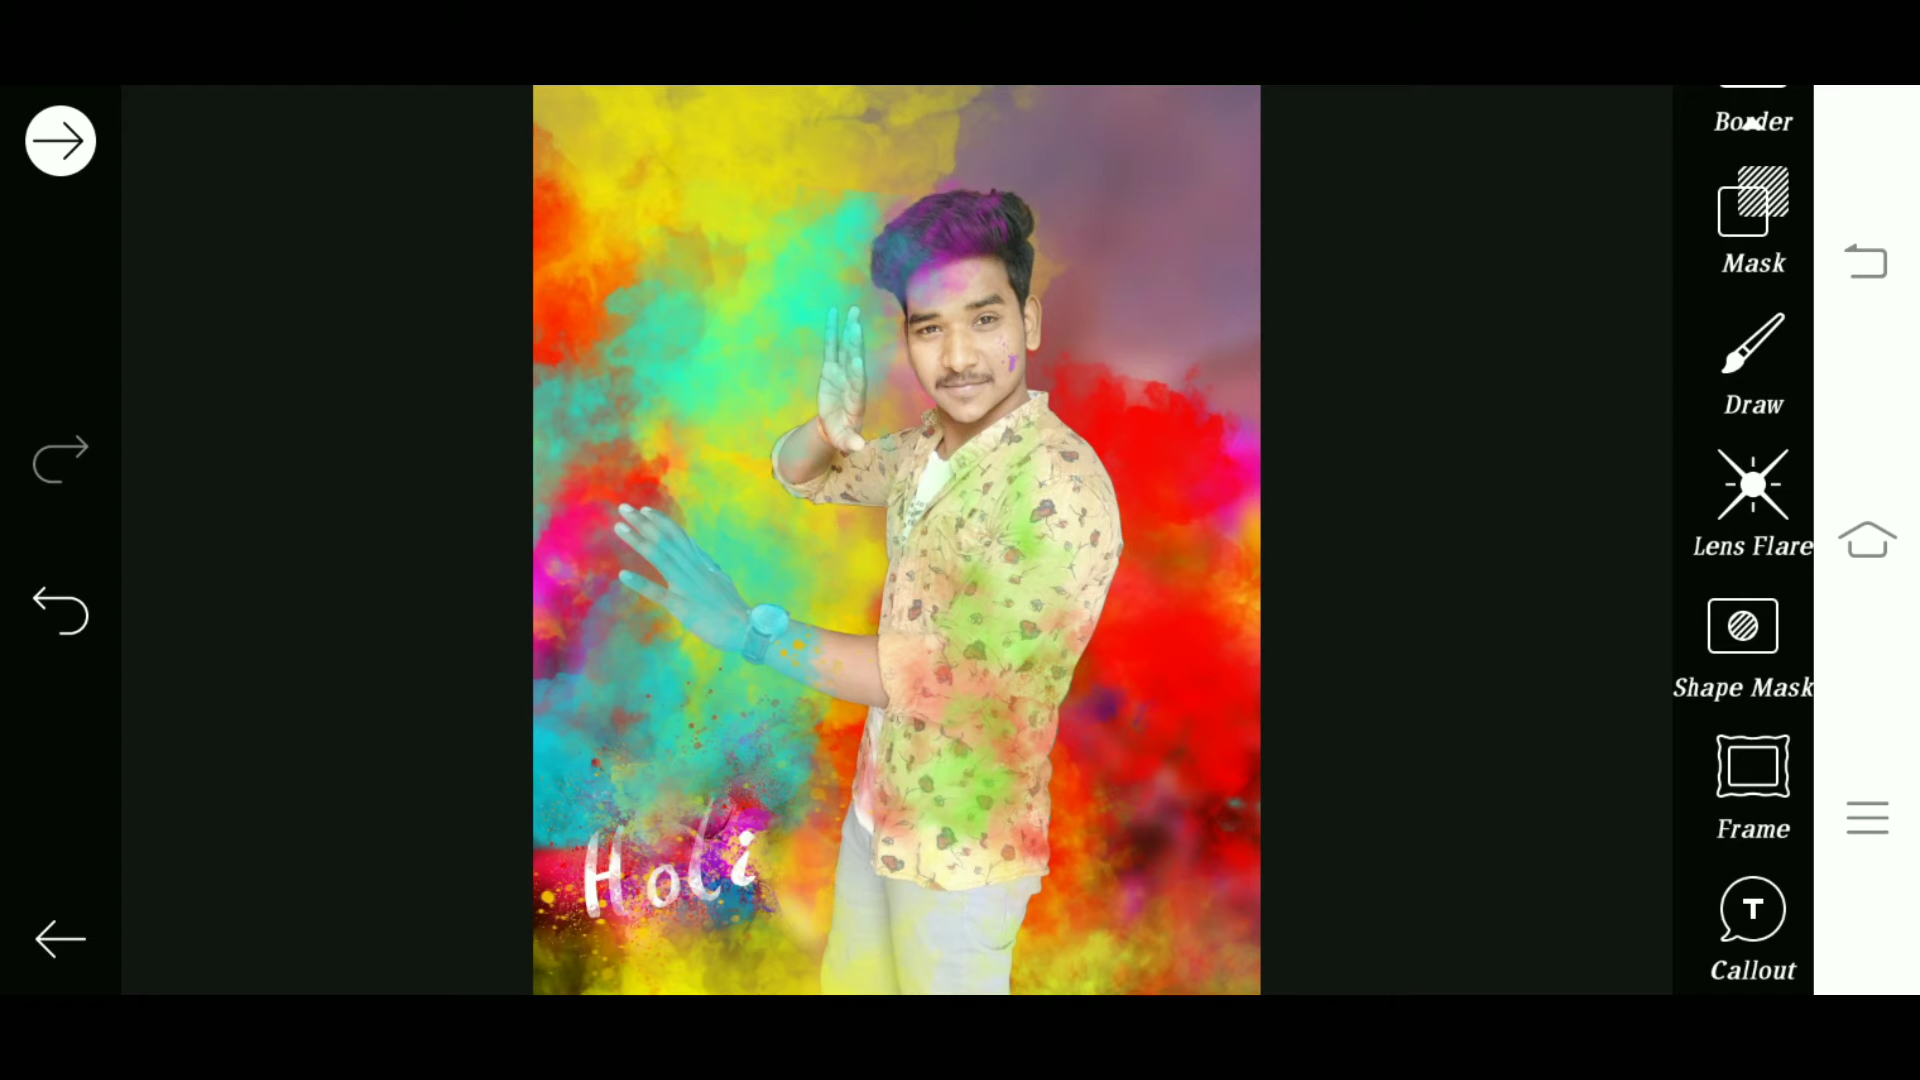 Border
Mask
Draw
Lens Flare
Shape Mask
Frame
T
Callout
Holi